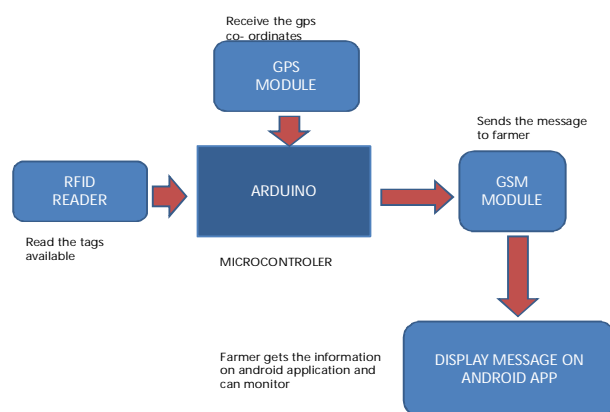 Receive the gps
co- ordinates
GPS
MODULE
Sends the message
to farmer
RFID
READER
ARDUINO
GSM
MODULE
Read the tags
available
MICROCONTROLER
Farmer gets the information
on android application and
can monitor
DISPLAY MESSAGE ON
ANDROID APP